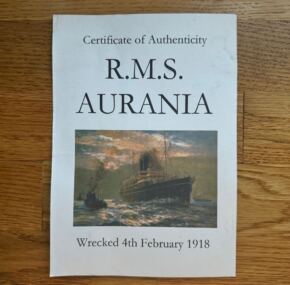 Certificate of Authenticity
R.M.S.
AURANIA
Wrecked 4th February 1918